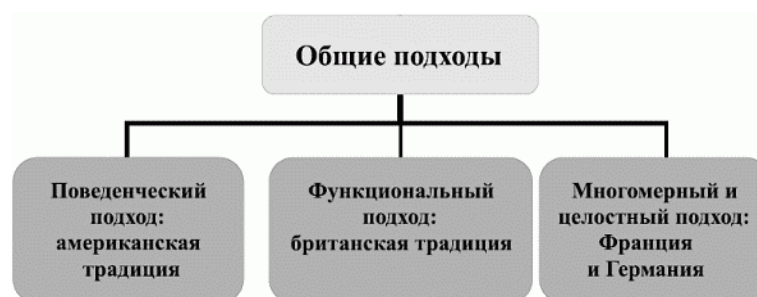 Общие подходы
Поведенческий
подход:
американская
традиция
Функциональный
подход:
британская традиция
Многомерный и
целостный подход:
Франция
и Германия